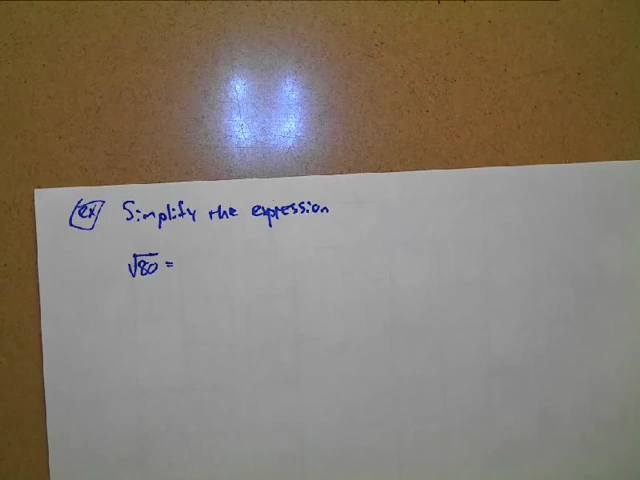 ex Simplify the expression
√80 =